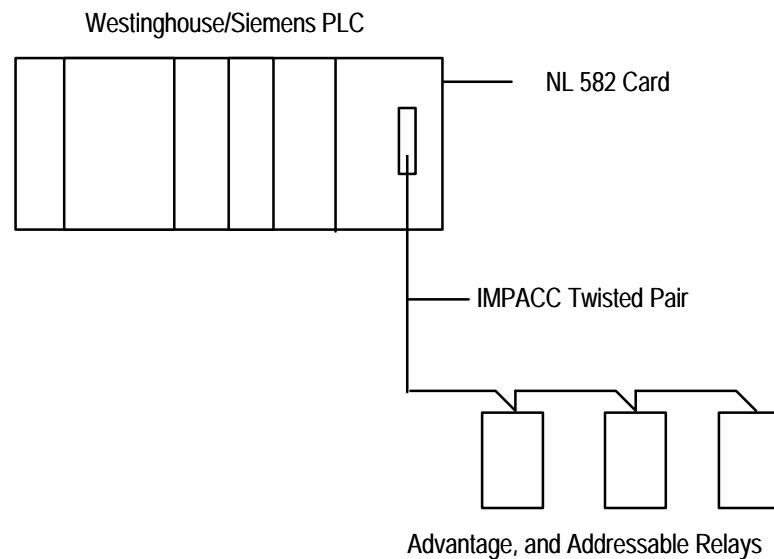 Westinghouse/Siemens PLC
NL 582 Card
IMPACC Twisted Pair
Advantage, and Addressable Relays